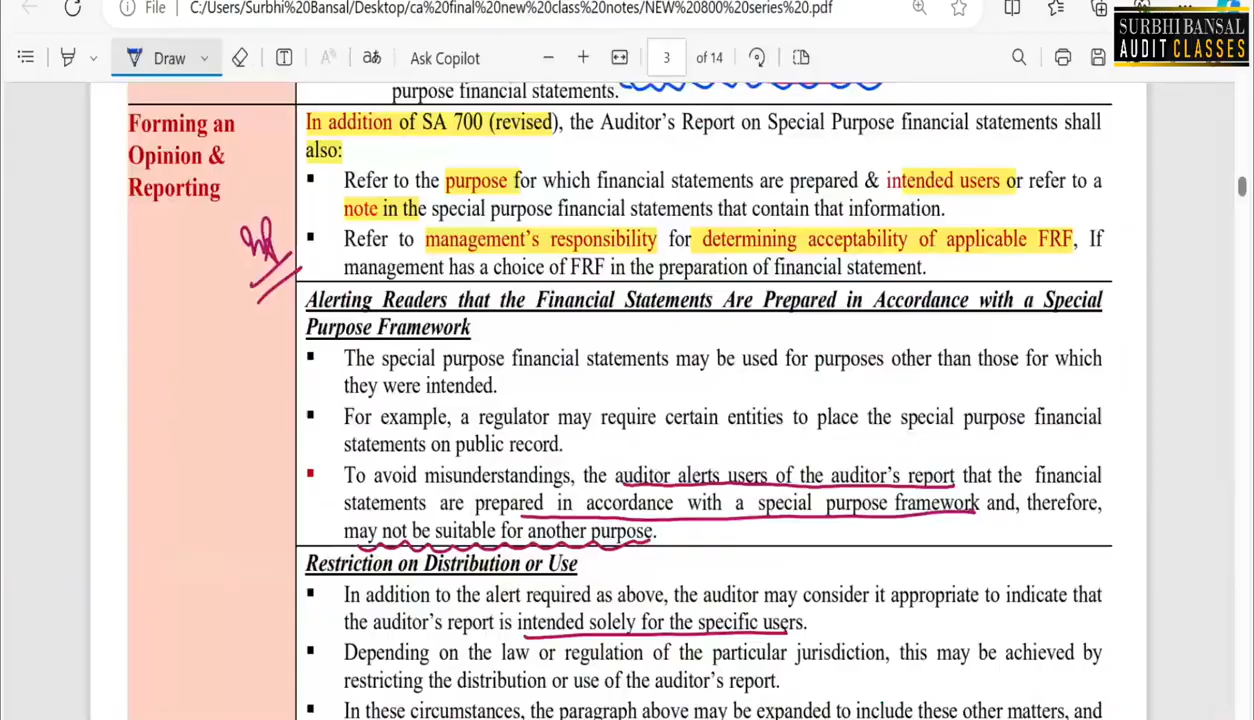 File
C:/Users/Surbhi%20Bansal/Desktop/ca%20final%20new%20class%20notes/NEW%20800%20series%20.pdf
SURBHI BANSAL
AUDIT CLASSES
Draw
Ask Copilot
3
of 14
purpose financial statements.
Forming an
Opinion &
Reporting
In addition of SA 700 (revised), the Auditor's Report on Special Purpose financial statements shall
also:
▪ Refer to the purpose for which financial statements are prepared & intended users or refer to a
note in the special purpose financial statements that contain that information.
▪ Refer to management's responsibility for determining acceptability of applicable FRF, If
management has a choice of FRF in the preparation of financial statement.
Alerting Readers that the Financial Statements Are Prepared in Accordance with a Special
Purpose Framework
▪ The special purpose financial statements may be used for purposes other than those for which
they were intended.
▪ For example, a regulator may require certain entities to place the special purpose financial
statements on public record.
▪ To avoid misunderstandings, the auditor alerts users of the auditor's report that the financial
statements are prepared in accordance with a special purpose framework and, therefore,
may not be suitable for another purpose.
Restriction on Distribution or Use
▪ In addition to the alert required as above, the auditor may consider it appropriate to indicate that
the auditor's report is intended solely for the specific users.
▪ Depending on the law or regulation of the particular jurisdiction, this may be achieved by
restricting the distribution or use of the auditor's report.
▪ In these circumstances, the paragraph above may be expanded to include these other matters, and